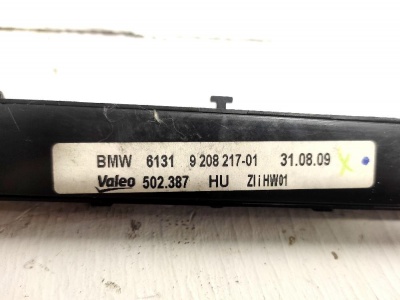 BMW 6131 9 208 217-01 31.08.09
Valeo 502.387 HU ZIiHW01